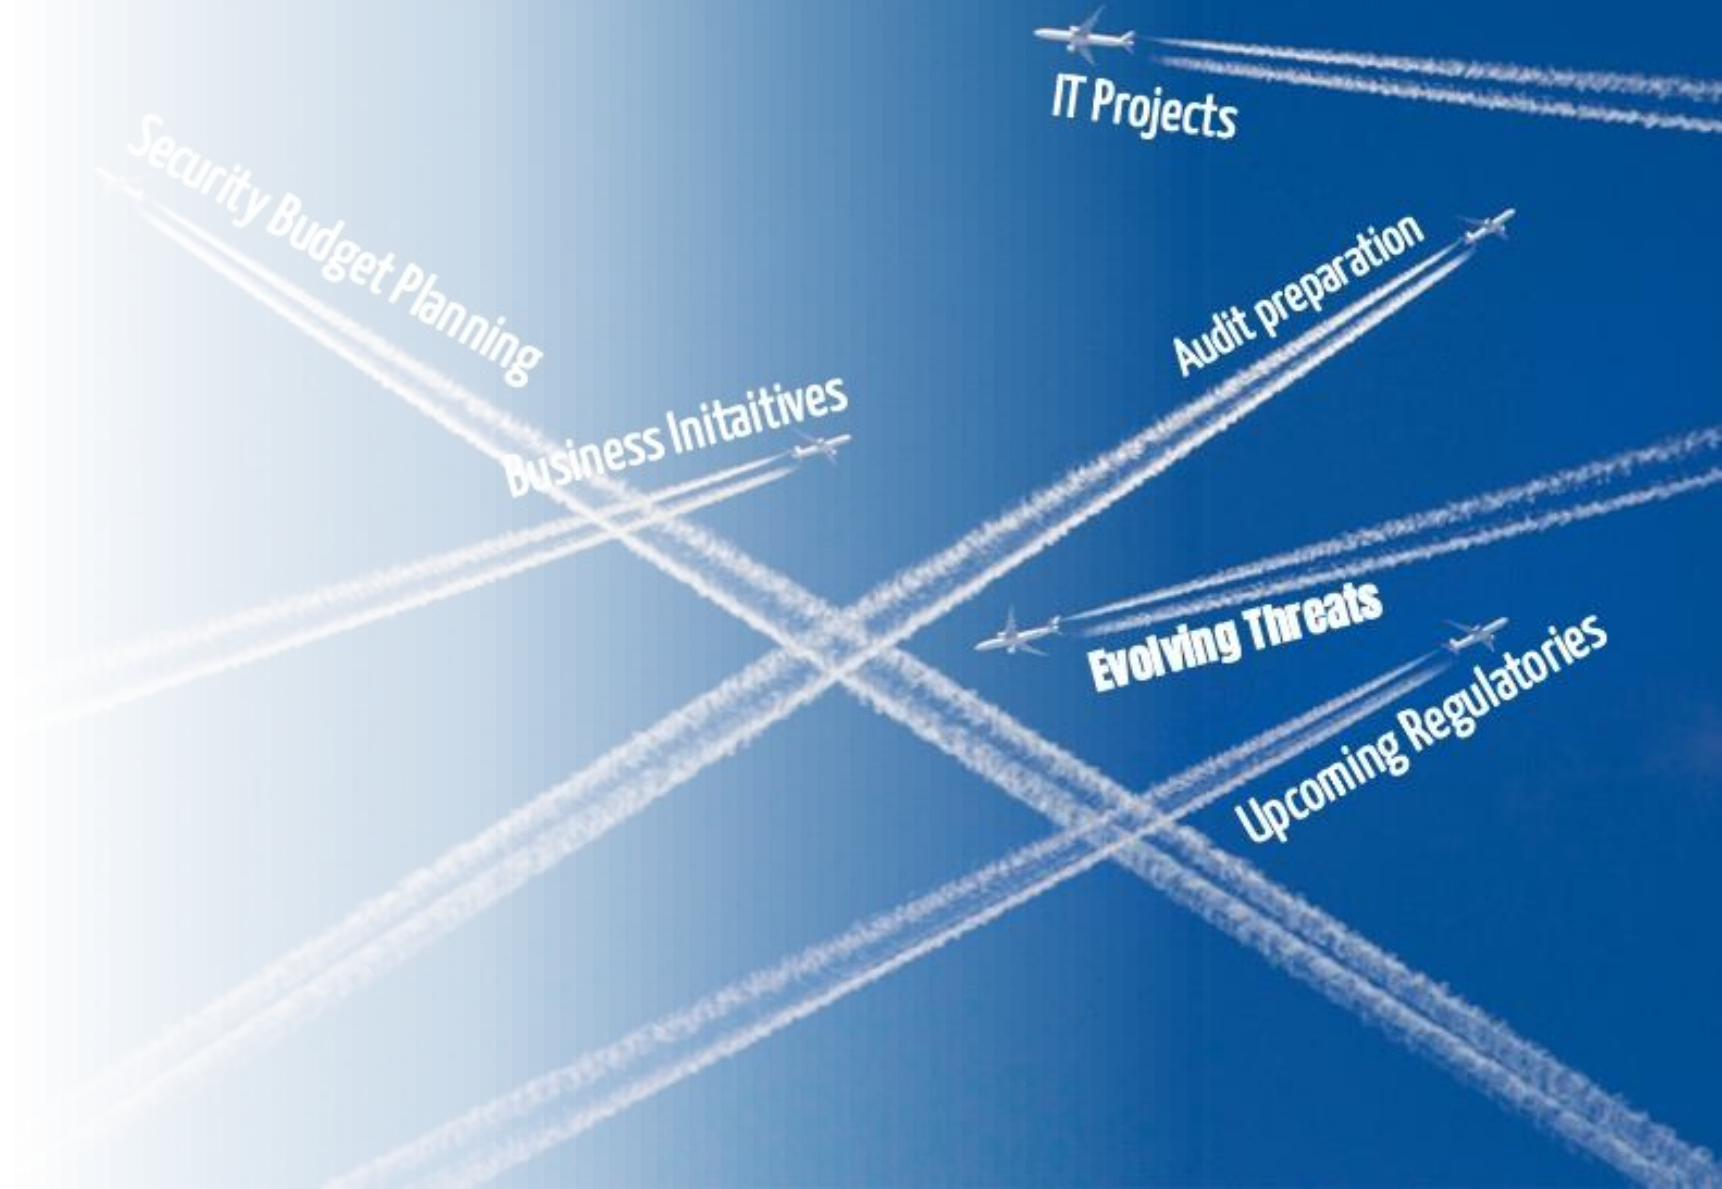 IT Projects
Security Budget Planning
Audit preparation
Business Initaitives
Evolving Threats
Upcoming Regulatories